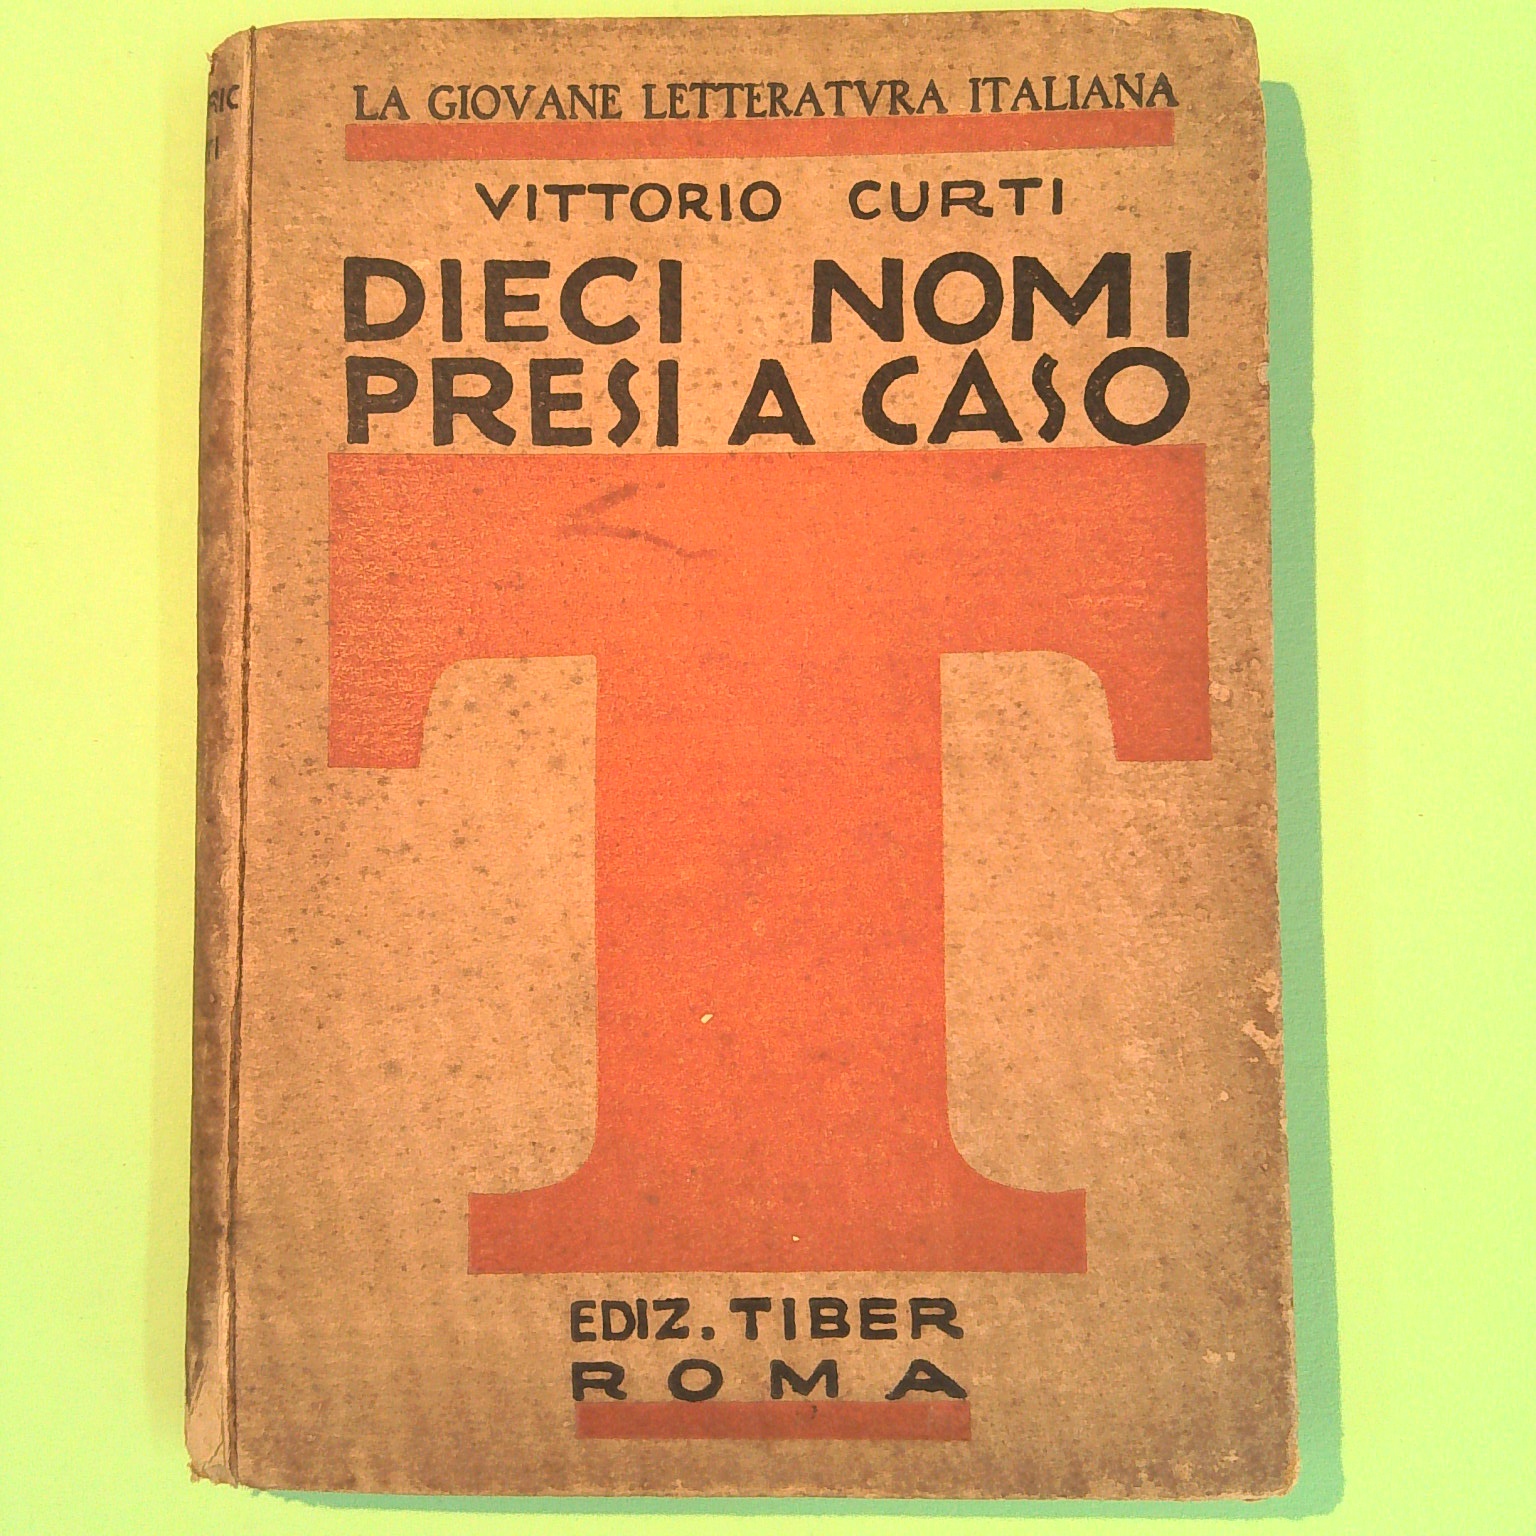 LA GIOVANE LETTERATVRA ITALIANA
VITTORIO CURTI
DIECI NOMI
PRESI A CASO
T
EDIZ. TIBER
ROMA